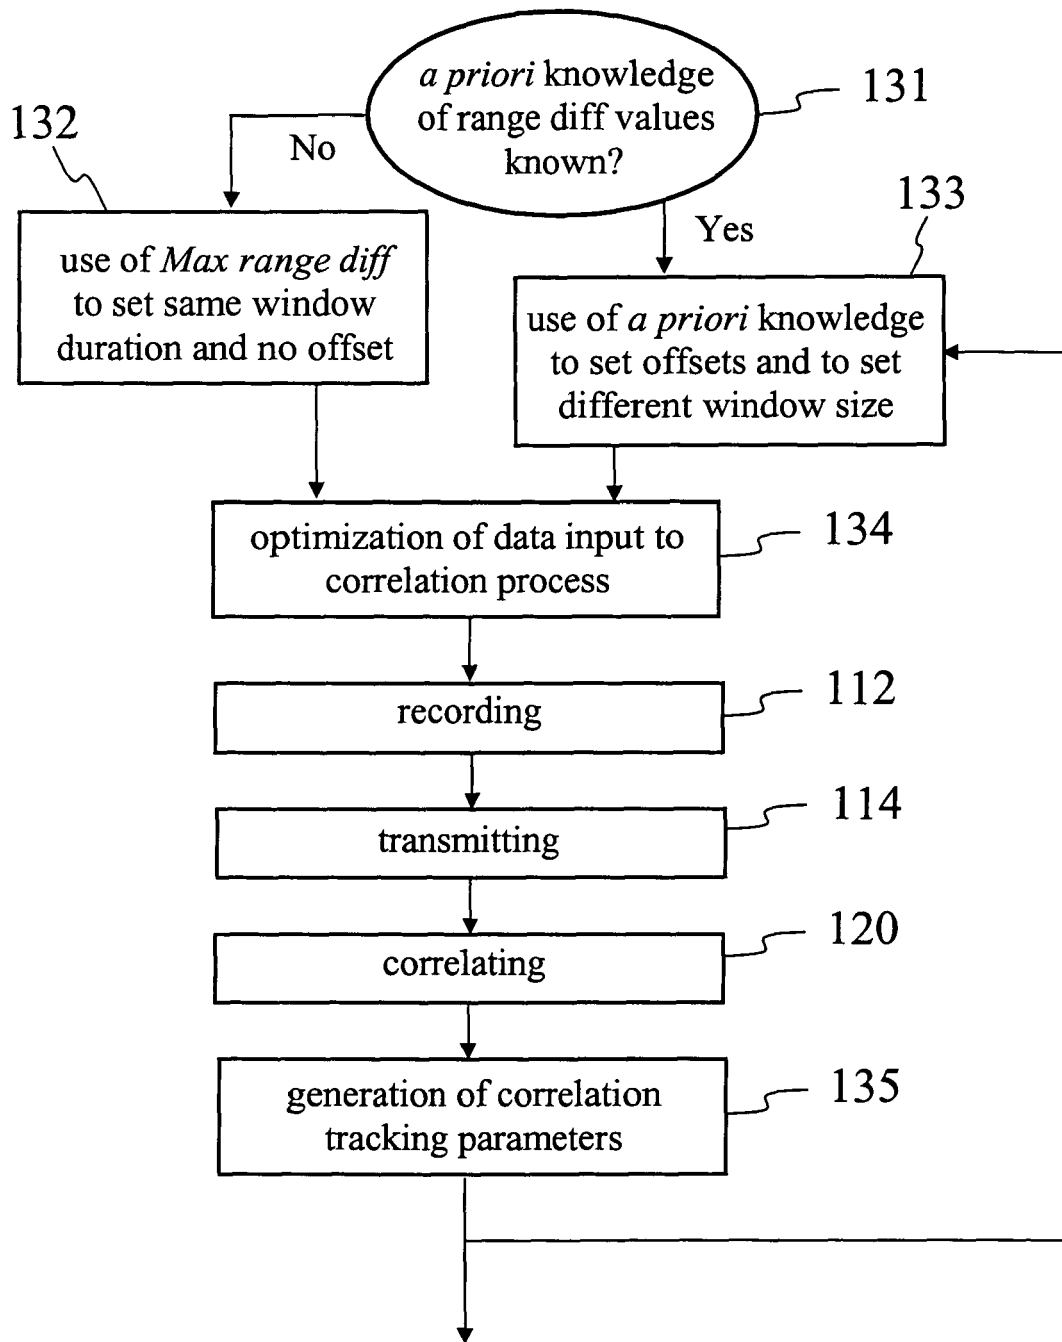 a priori knowledge
of range diff values
known?
131
132
No
Yes
133
use of Max range diff
to set same window
duration and no offset
use of a priori knowledge
to set offsets and to set
different window size
optimization of data input to
correlation process
134
recording
112
transmitting
114
correlating
120
generation of correlation
tracking parameters
135